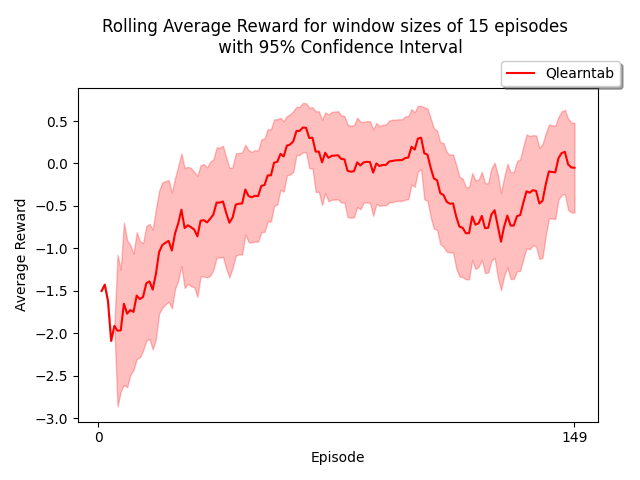 Rolling Average Reward for window sizes of 15 episodes
with 95% Confidence Interval
Qlearntab
Average Reward
0.5
0.0
−0.5
−1.0
−1.5
−2.0
−2.5
−3.0
0
149
Episode